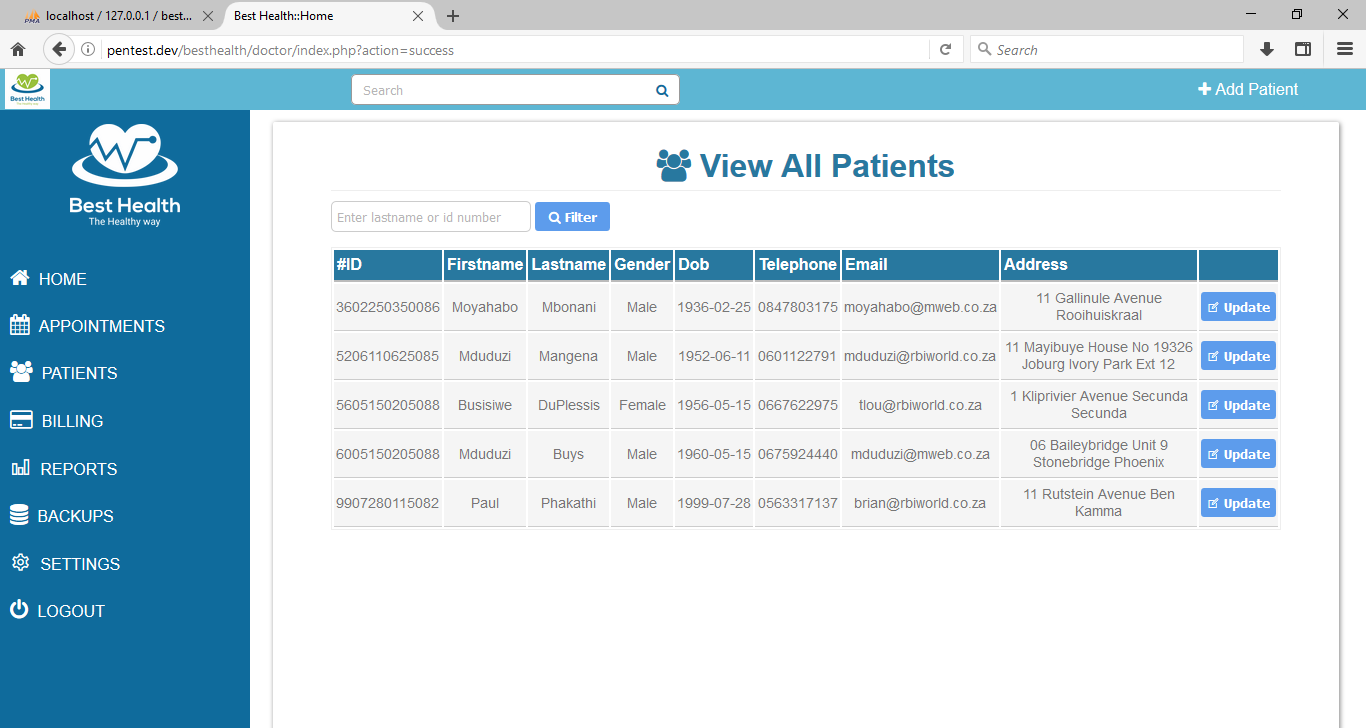 PMA localhost / 127.0.0.1 / best...
Best Health::Home
pentest.dev/besthealth/doctor/index.php?action=success
Search
Best Health
Search
Add Patient
Best Health
The Healthy way
HOME
APPOINTMENTS
PATIENTS
BILLING
REPORTS
BACKUPS
SETTINGS
LOGOUT
View All Patients
Enter lastname or id number
Filter
#ID Firstname Lastname Gender Dob Telephone Email Address
3602250350086 Moyahabo Mbonani Male 1936-02-25 0847803175 moyahabo@mweb.co.za 11 Gallinule Avenue
Rooihuiskraal
Update
5206110625085 Mduduzi Mangena Male 1952-06-11 0601122791 mduduzi@rbiworld.co.za 11 Mayibuye House No 19326
Joburg Ivory Park Ext 12
Update
5605150205088 Busisiwe DuPlessis Female 1956-05-15 0667622975 tlou@rbiworld.co.za 1 Kliprivier Avenue Secunda
Secunda
Update
6005150205088 Mduduzi Buys Male 1960-05-15 0675924440 mduduzi@mweb.co.za 06 Baileybridge Unit 9
Stonebridge Phoenix
Update
9907280115082 Paul Phakathi Male 1999-07-28 0563317137 brian@rbiworld.co.za 11 Rutstein Avenue Ben
Kamma
Update